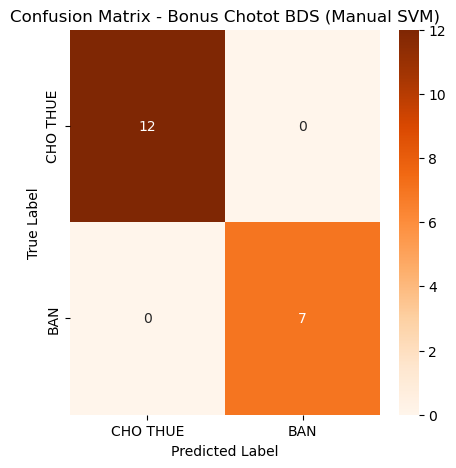 Confusion Matrix - Bonus Chotot BDS (Manual SVM)
True Label
CHO THUE
12
0
BAN
0
7
CHO THUE
BAN
Predicted Label
12
10
8
6
4
2
0